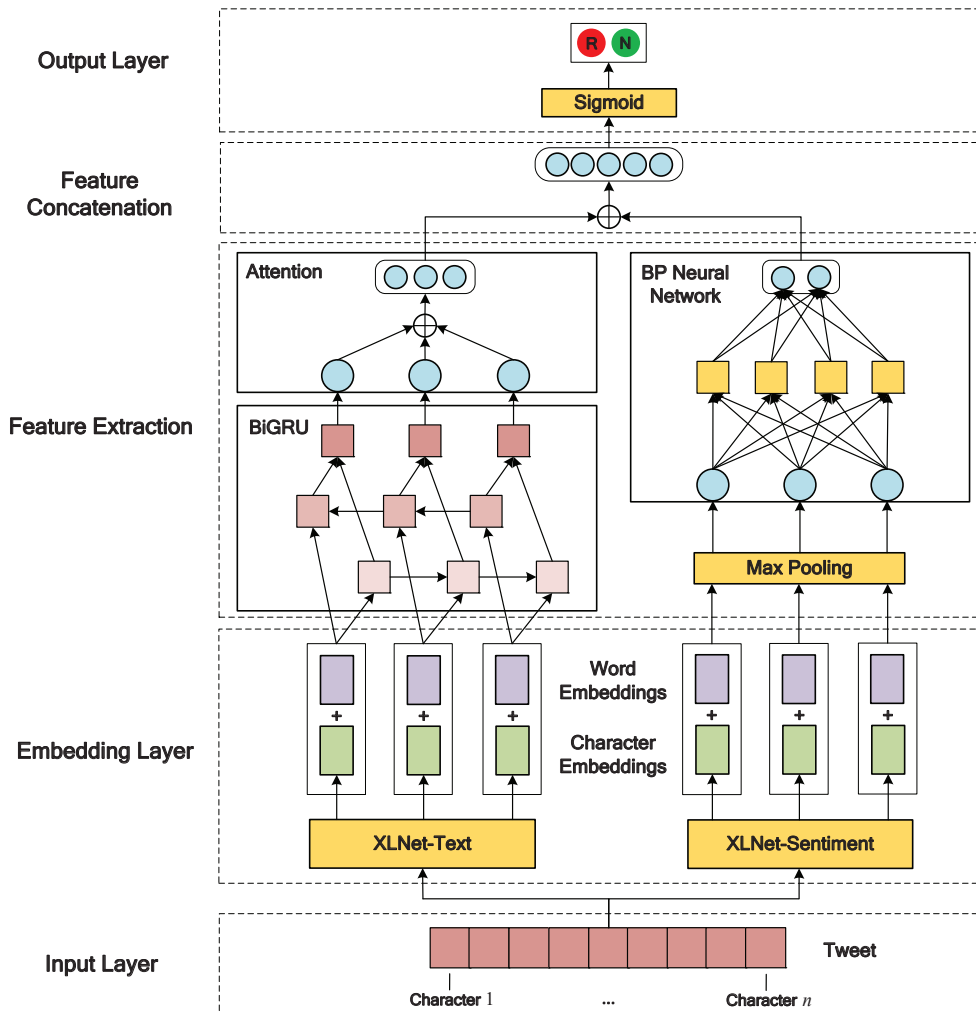 Output Layer
R N
Sigmoid
Feature
Concatenation
Feature Extraction
Attention
BP Neural
Network
BiGRU
Max Pooling
Embedding Layer
Word
Embeddings
+ + + + + +
Character
Embeddings
XLNet-Text
XLNet-Sentiment
Input Layer
Tweet
Character 1 ... Character n